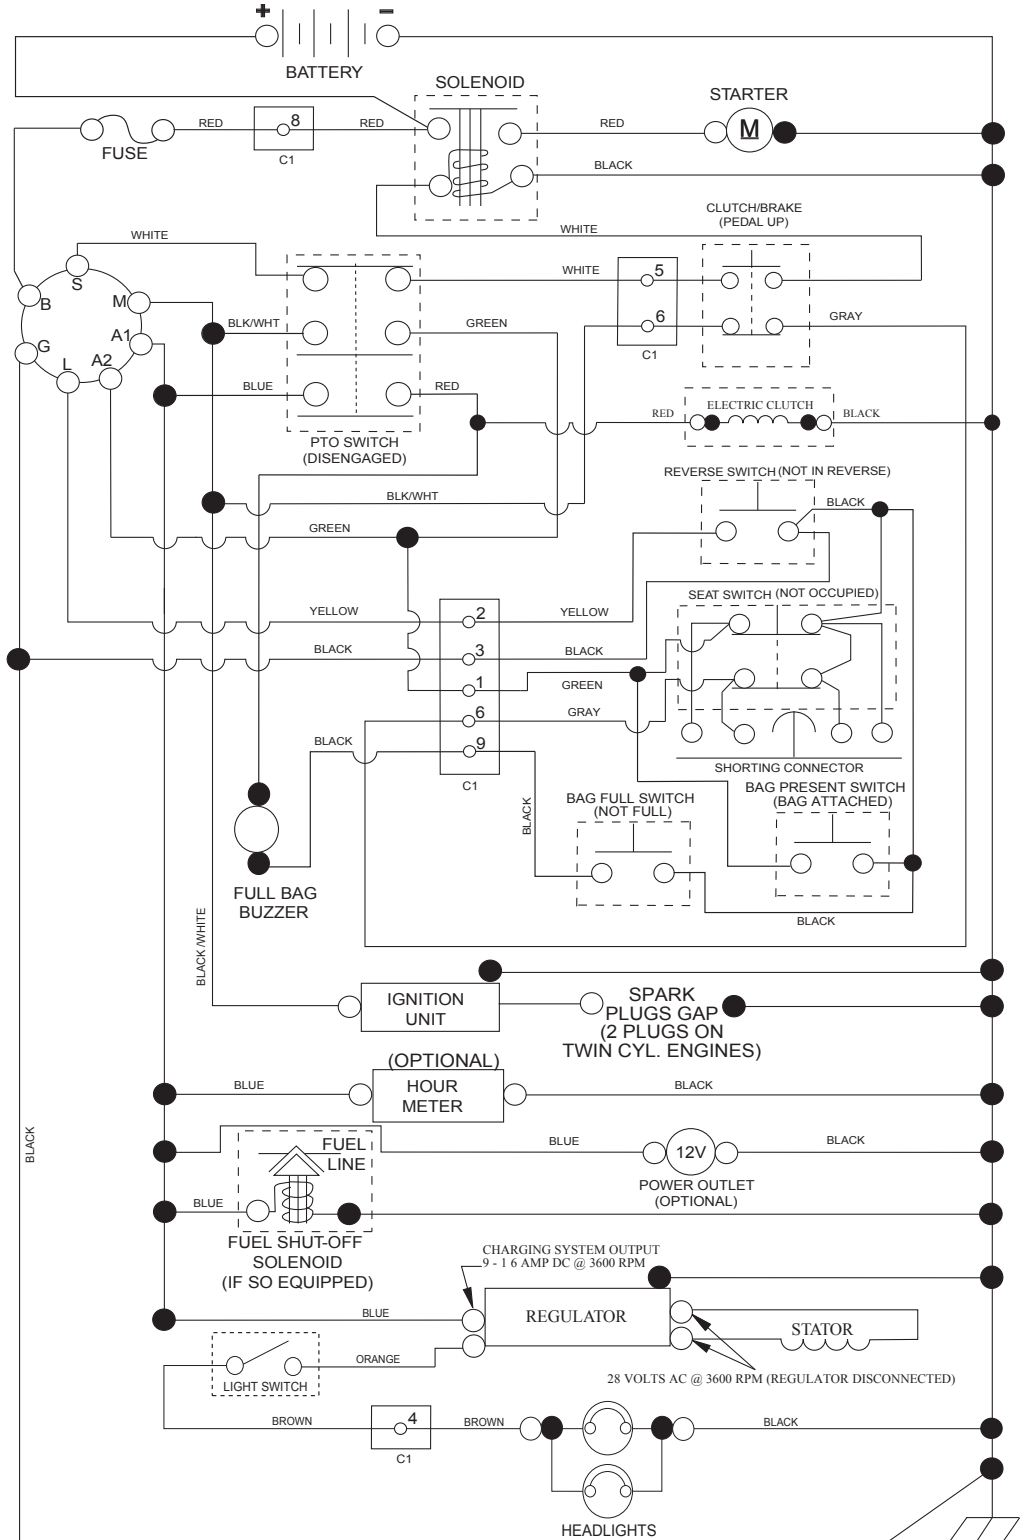 + −
BATTERY
SOLENOID
STARTER
RED
8
RED
RED
M
FUSE
C1
BLACK
CLUTCH/BRAKE
(PEDAL UP)
WHITE
WHITE
S
WHITE
5
B
M
BLK/WHT
GREEN
6
GRAY
A1
G
A2
L
C1
BLUE
RED
RED
ELECTRIC CLUTCH
BLACK
PTO SWITCH
(DISENGAGED)
REVERSE SWITCH (NOT IN REVERSE)
BLK/WHT
BLACK
GREEN
SEAT SWITCH (NOT OCCUPIED)
YELLOW
2
YELLOW
BLACK
3
BLACK
1
GREEN
6
GRAY
BLACK
9
SHORTING CONNECTOR
C1
BLACK
BAG FULL SWITCH
(NOT FULL)
BAG PRESENT SWITCH
(BAG ATTACHED)
FULL BAG
BUZZER
BLACK
BLACK/WHITE
IGNITION
UNIT
SPARK
PLUGS GAP
(2 PLUGS ON
TWIN CYL. ENGINES)
(OPTIONAL)
BLUE
HOUR
METER
BLACK
BLACK
FUEL
LINE
BLUE
12V
BLACK
POWER OUTLET
(OPTIONAL)
BLUE
FUEL SHUT-OFF
SOLENOID
(IF SO EQUIPPED)
CHARGING SYSTEM OUTPUT
9 - 1 6 AMP DC @ 3600 RPM
BLUE
REGULATOR
STATOR
ORANGE
LIGHT SWITCH
28 VOLTS AC @ 3600 RPM (REGULATOR DISCONNECTED)
BROWN
4
BROWN
BLACK
C1
HEADLIGHTS